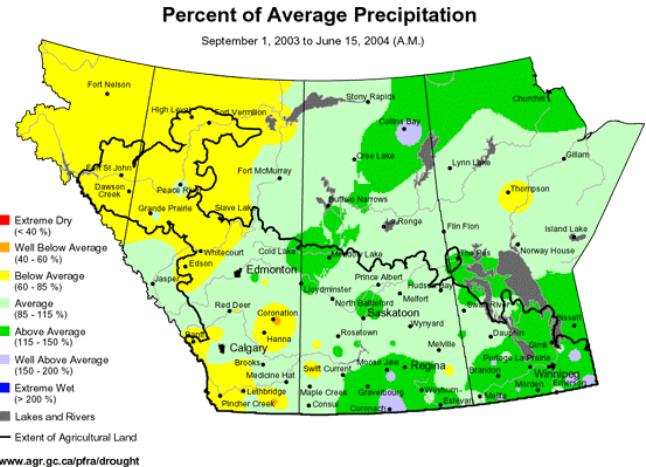 Percent of Average Precipitation
September 1, 2003 to June 15, 2004 (A.M.)
Fort Nelson
High Level
Fort Vermilion
Stony Rapids
Collins Bay
Churchill
Fort St John
Dawson
Creek
Peace R
Fort McMurray
Cree Lake
Lynn Lake
Gillam
Grande Prairie
Slave Lake
Buffalo Narrows
Thompson
La Ronge
Flin Flon
Island Lake
Norway House
Whitecourt
Edson
Cold Lake
Meadow Lake
The Pas
Jasper
Edmonton
Lloydminster
Prince Albert
Hudson Bay
Melfort
North Battleford
Swan River
Red Deer
Coronation
Saskatoon
Bissett
Hanna
Rosetown
Wynyard
Dauphin
Gimli
Banff
Calgary
Melville
Portage La Prairie
Brooks
Swift Current
Moose Jaw
Regina
Brandon
Winnipeg
Medicine Hat
Lethbridge
Maple Creek
Gravelbourg
Weyburn
Morden
Emerson
Pincher Creek
Consul
Coronach
Estevan
Melita
Extreme Dry
(< 40 %)
Well Below Average
(40 - 60 %)
Below Average
(60 - 85 %)
Average
(85 - 115 %)
Above Average
(115 - 150 %)
Well Above Average
(150 - 200 %)
Extreme Wet
(> 200 %)
Lakes and Rivers
Extent of Agricultural Land
www.agr.gc.ca/pfra/drought